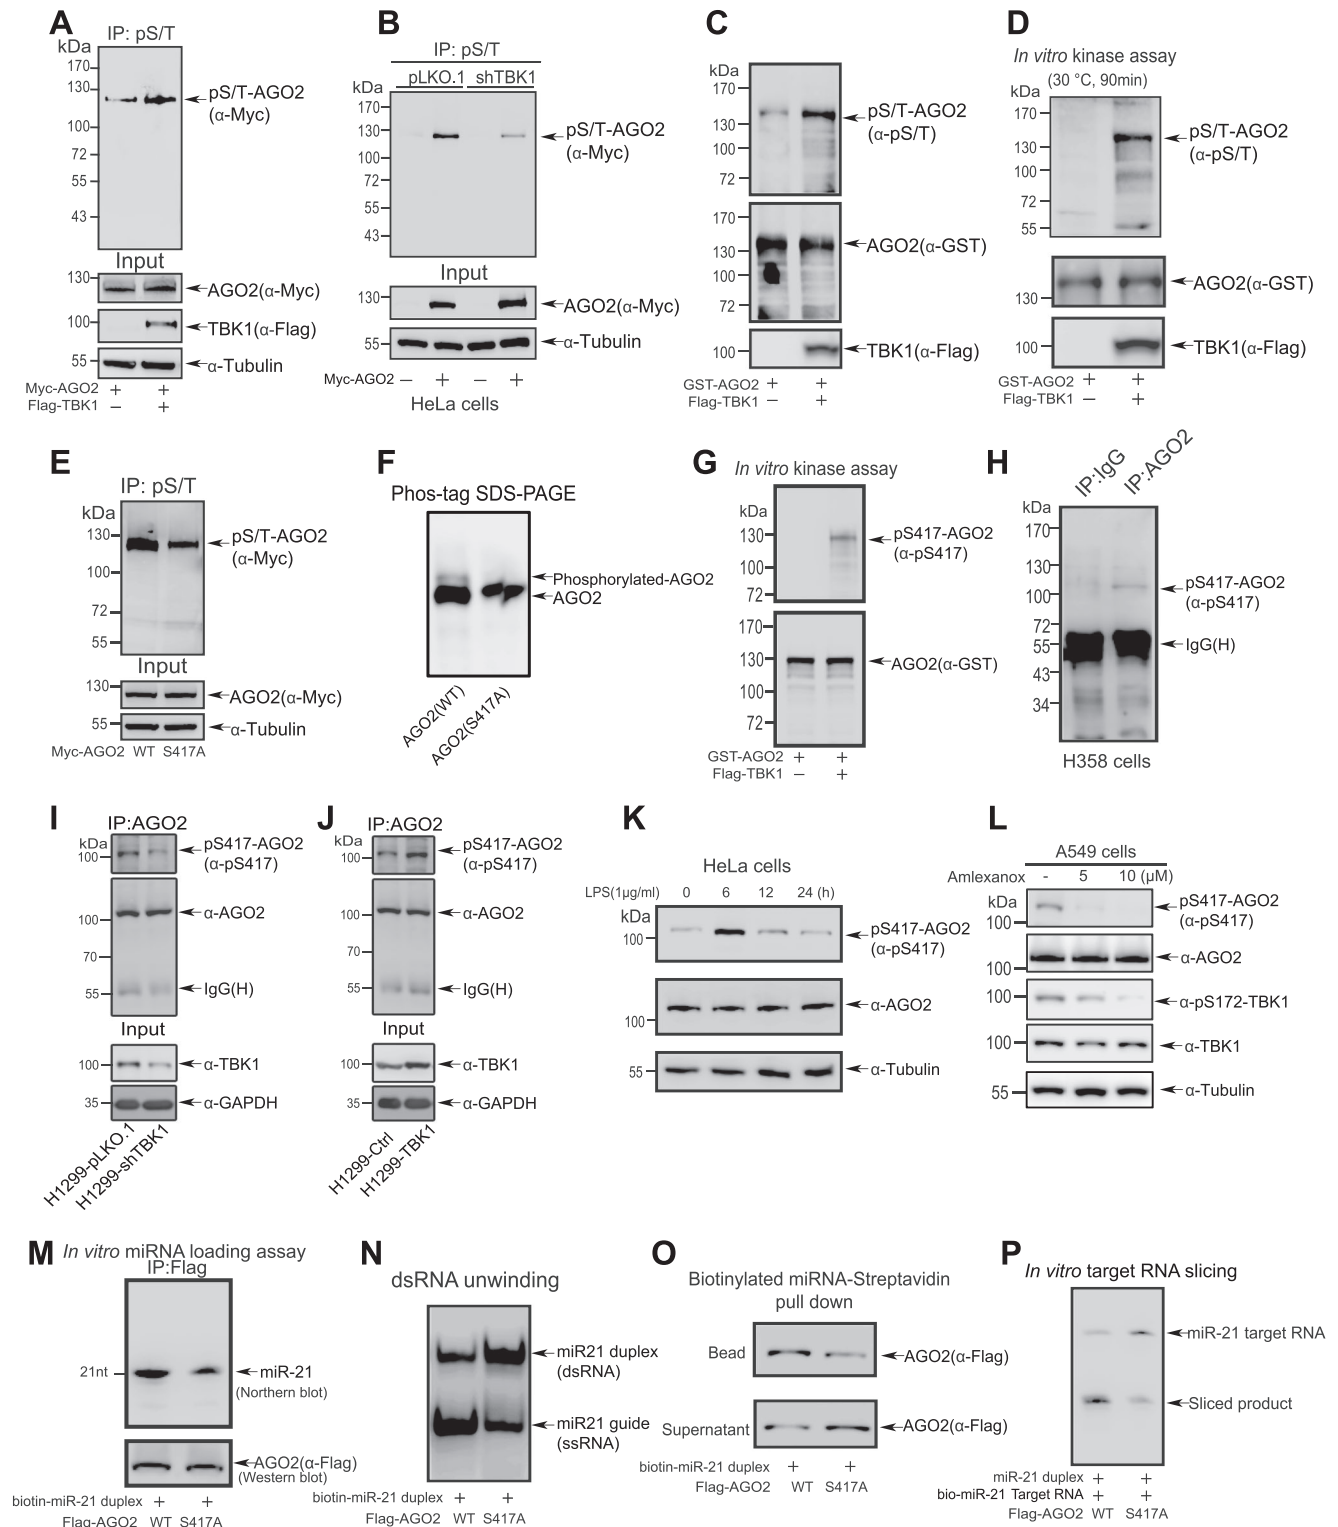 A
IP: pS/T
kDa
170
130
100
72
55
43
pS/T-AGO2
(α-Myc)
Input
130
AGO2(α-Myc)
100
TBK1(α-Flag)
55
α-Tubulin
Myc-AGO2 + +
Flag-TBK1 − +
B
IP: pS/T
pLKO.1 shTBK1
kDa
170
130
100
72
55
43
pS/T-AGO2
(α-Myc)
Input
130
AGO2(α-Myc)
55
α-Tubulin
Myc-AGO2 − + − +
HeLa cells
C
kDa
170
130
100
72
pS/T-AGO2
(α-pS/T)
170
130
100
72
AGO2(α-GST)
100
TBK1(α-Flag)
GST-AGO2 + +
Flag-TBK1 − +
D
In vitro kinase assay
(30 °C, 90min)
kDa
170
130
100
72
55
pS/T-AGO2
(α-pS/T)
130
AGO2(α-GST)
100
TBK1(α-Flag)
GST-AGO2 + +
Flag-TBK1 − +
E
IP: pS/T
kDa
130
100
72
55
pS/T-AGO2
(α-Myc)
Input
130
AGO2(α-Myc)
55
α-Tubulin
Myc-AGO2 WT S417A
F
Phos-tag SDS-PAGE
Phosphorylated-AGO2
AGO2
AGO2(WT)
AGO2(S417A)
G
In vitro kinase assay
kDa
130
100
72
pS417-AGO2
(α-pS417)
170
130
100
72
AGO2(α-GST)
GST-AGO2 + +
Flag-TBK1 − +
H
IP:IgG
IP:AGO2
kDa
170
130
100
72
55
43
34
pS417-AGO2
(α-pS417)
IgG(H)
H358 cells
I
IP:AGO2
kDa
100
pS417-AGO2
(α-pS417)
100
70
55
α-AGO2
IgG(H)
Input
100
α-TBK1
35
α-GAPDH
H1299-pLKO.1
H1299-shTBK1
J
IP:AGO2
kDa
100
pS417-AGO2
(α-pS417)
100
70
55
α-AGO2
IgG(H)
Input
100
α-TBK1
35
α-GAPDH
H1299-Ctrl
H1299-TBK1
K
HeLa cells
LPS(1μg/ml) 0 6 12 24 (h)
kDa
100
pS417-AGO2
(α-pS417)
100
α-AGO2
55
α-Tubulin
L
A549 cells
Amlexanox - 5 10 (μM)
kDa
100
pS417-AGO2
(α-pS417)
100
α-AGO2
100
α-pS172-TBK1
100
α-TBK1
55
α-Tubulin
M
In vitro miRNA loading assay
IP:Flag
21nt
miR-21
(Northern blot)
AGO2(α-Flag)
(Western blot)
biotin-miR-21 duplex + +
Flag-AGO2 WT S417A
N
dsRNA unwinding
miR21 duplex
(dsRNA)
miR21 guide
(ssRNA)
biotin-miR-21 duplex + +
Flag-AGO2 WT S417A
O
Biotinylated miRNA-Streptavidin
pull down
Bead
AGO2(α-Flag)
Supernatant
AGO2(α-Flag)
biotin-miR-21 duplex + +
Flag-AGO2 WT S417A
P
In vitro target RNA slicing
miR-21 target RNA
Sliced product
miR-21 duplex + +
bio-miR-21 Target RNA + +
Flag-AGO2 WT S417A